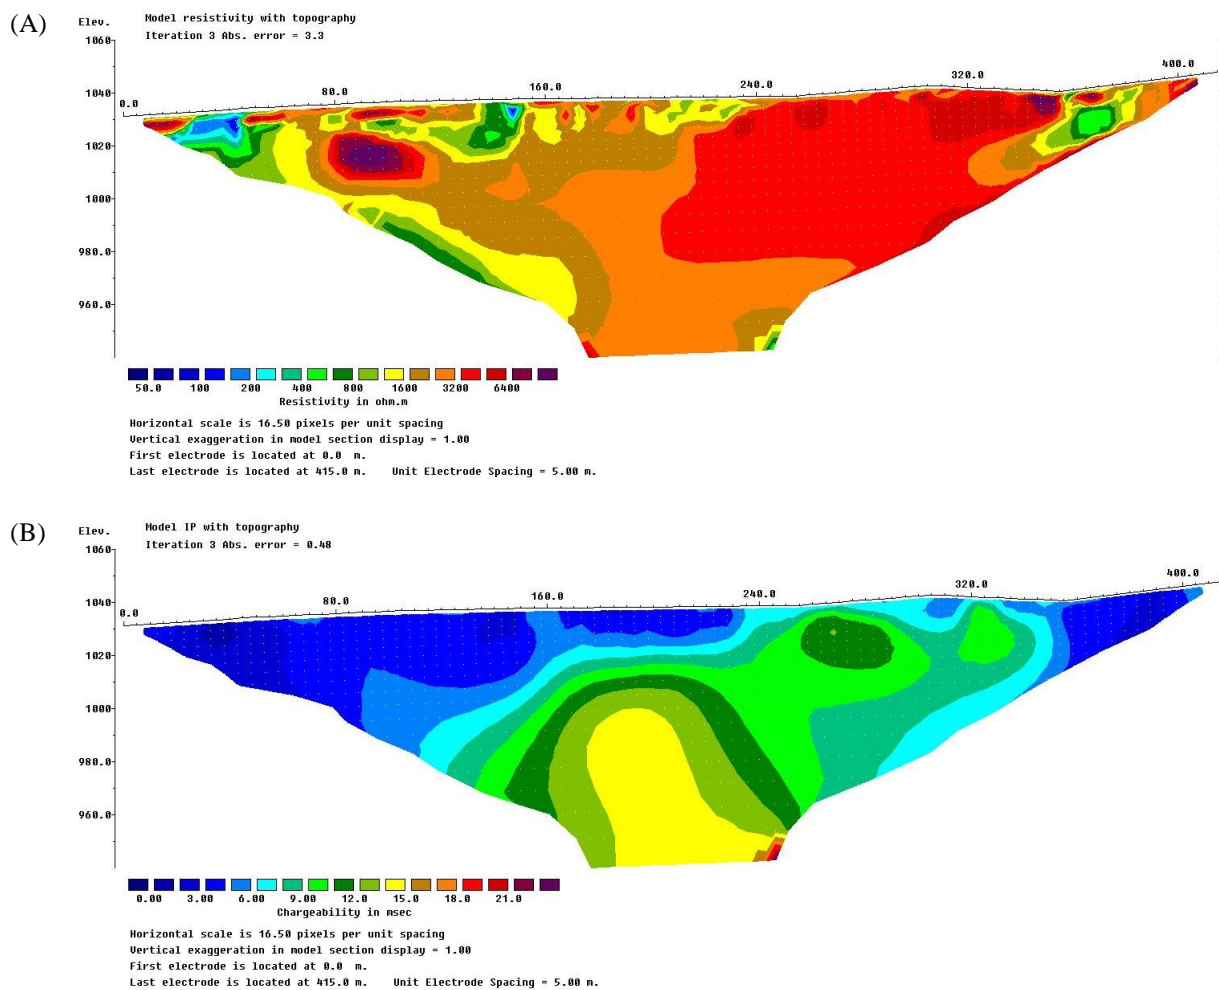 (A)
Model resistivity with topography
Elev.
Iteration 3 Abs. error = 3.3
1060
400.0
320.0
240.0
160.0
80.0
0.0
1040
1020
1000
980.0
960.0
50.0 100 200 400 800 1600 3200 6400
Resistivity in ohm.m
Horizontal scale is 16.50 pixels per unit spacing
Vertical exaggeration in model section display = 1.00
First electrode is located at 0.0 m.
Last electrode is located at 415.0 m. Unit Electrode Spacing = 5.00 m.
(B)
Model IP with topography
Elev.
Iteration 3 Abs. error = 0.48
1060
400.0
320.0
240.0
160.0
80.0
0.0
1040
1020
1000
980.0
960.0
0.00 3.00 6.00 9.00 12.0 15.0 18.0 21.0
Chargeability in msec
Horizontal scale is 16.50 pixels per unit spacing
Vertical exaggeration in model section display = 1.00
First electrode is located at 0.0 m.
Last electrode is located at 415.0 m. Unit Electrode Spacing = 5.00 m.